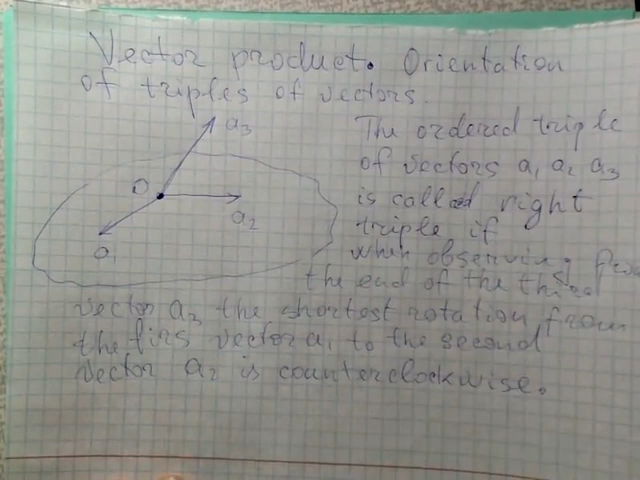 Vector product. Orientation
of triples of vectors.
a3
The ordered triple
of vectors a1 a2 a3
O
is called right
a2
triple if
a1
when observing from
the end of the third
vector a3 the shortest rotation from
the firs vector a1 to the second
vector a2 is counterclockwise.